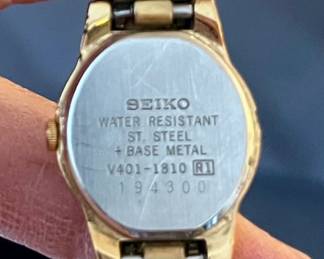 SEIKO
WATER RESISTANT
ST. STEEL
+ BASE METAL
V401-1810 R1
194300